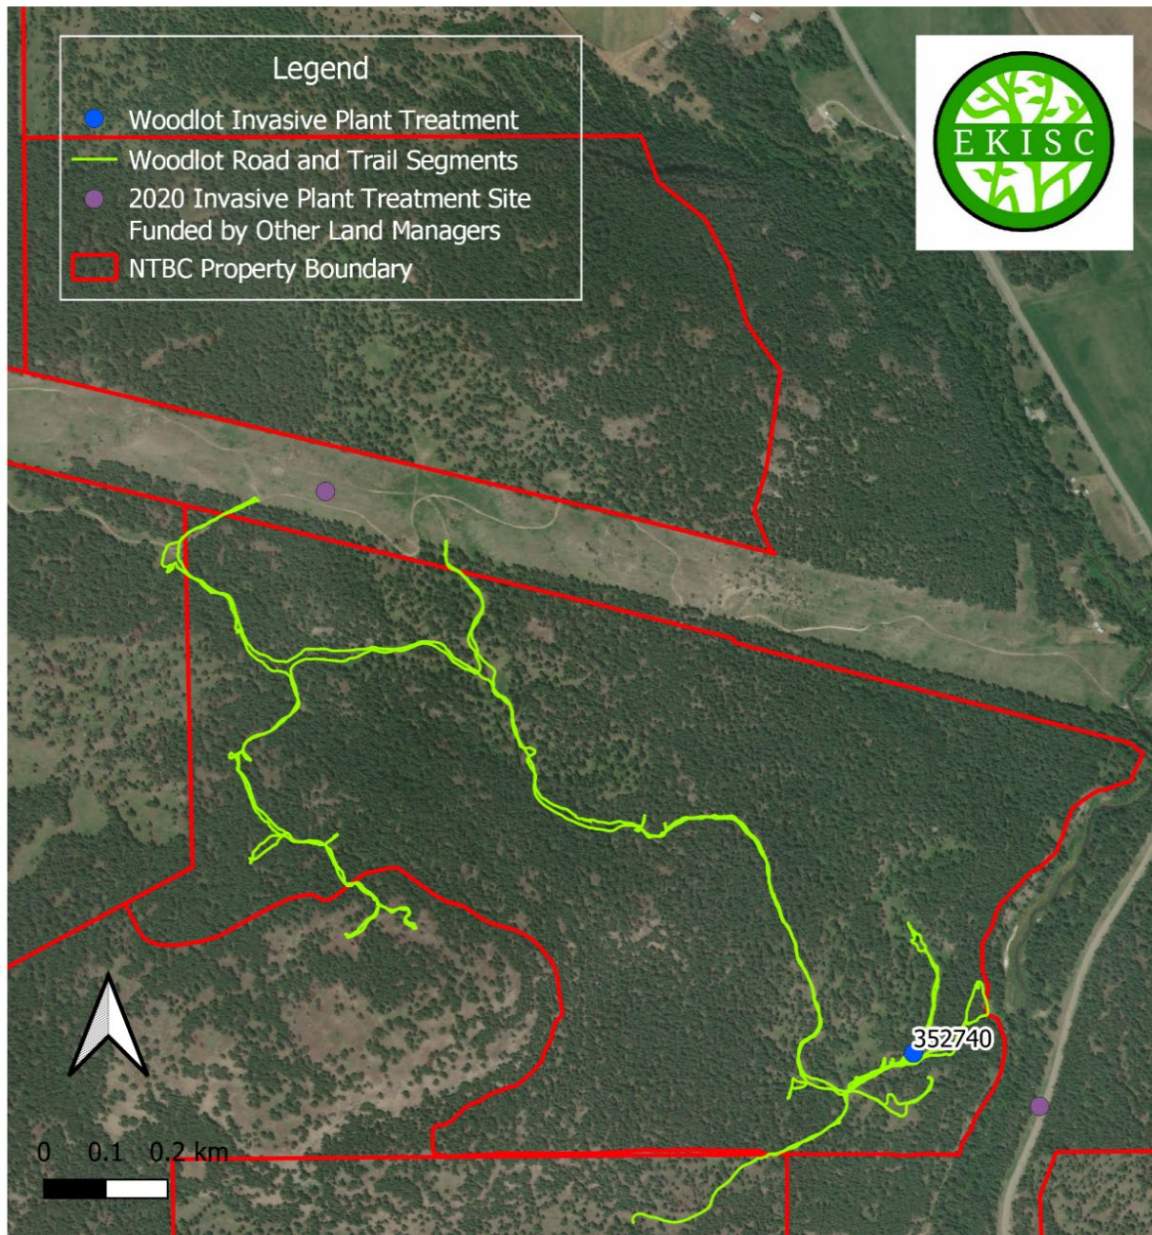 Legend
Woodlot Invasive Plant Treatment
Woodlot Road and Trail Segments
2020 Invasive Plant Treatment Site
Funded by Other Land Managers
NTBC Property Boundary
EKISC
352740
0 0.1 0.2 km